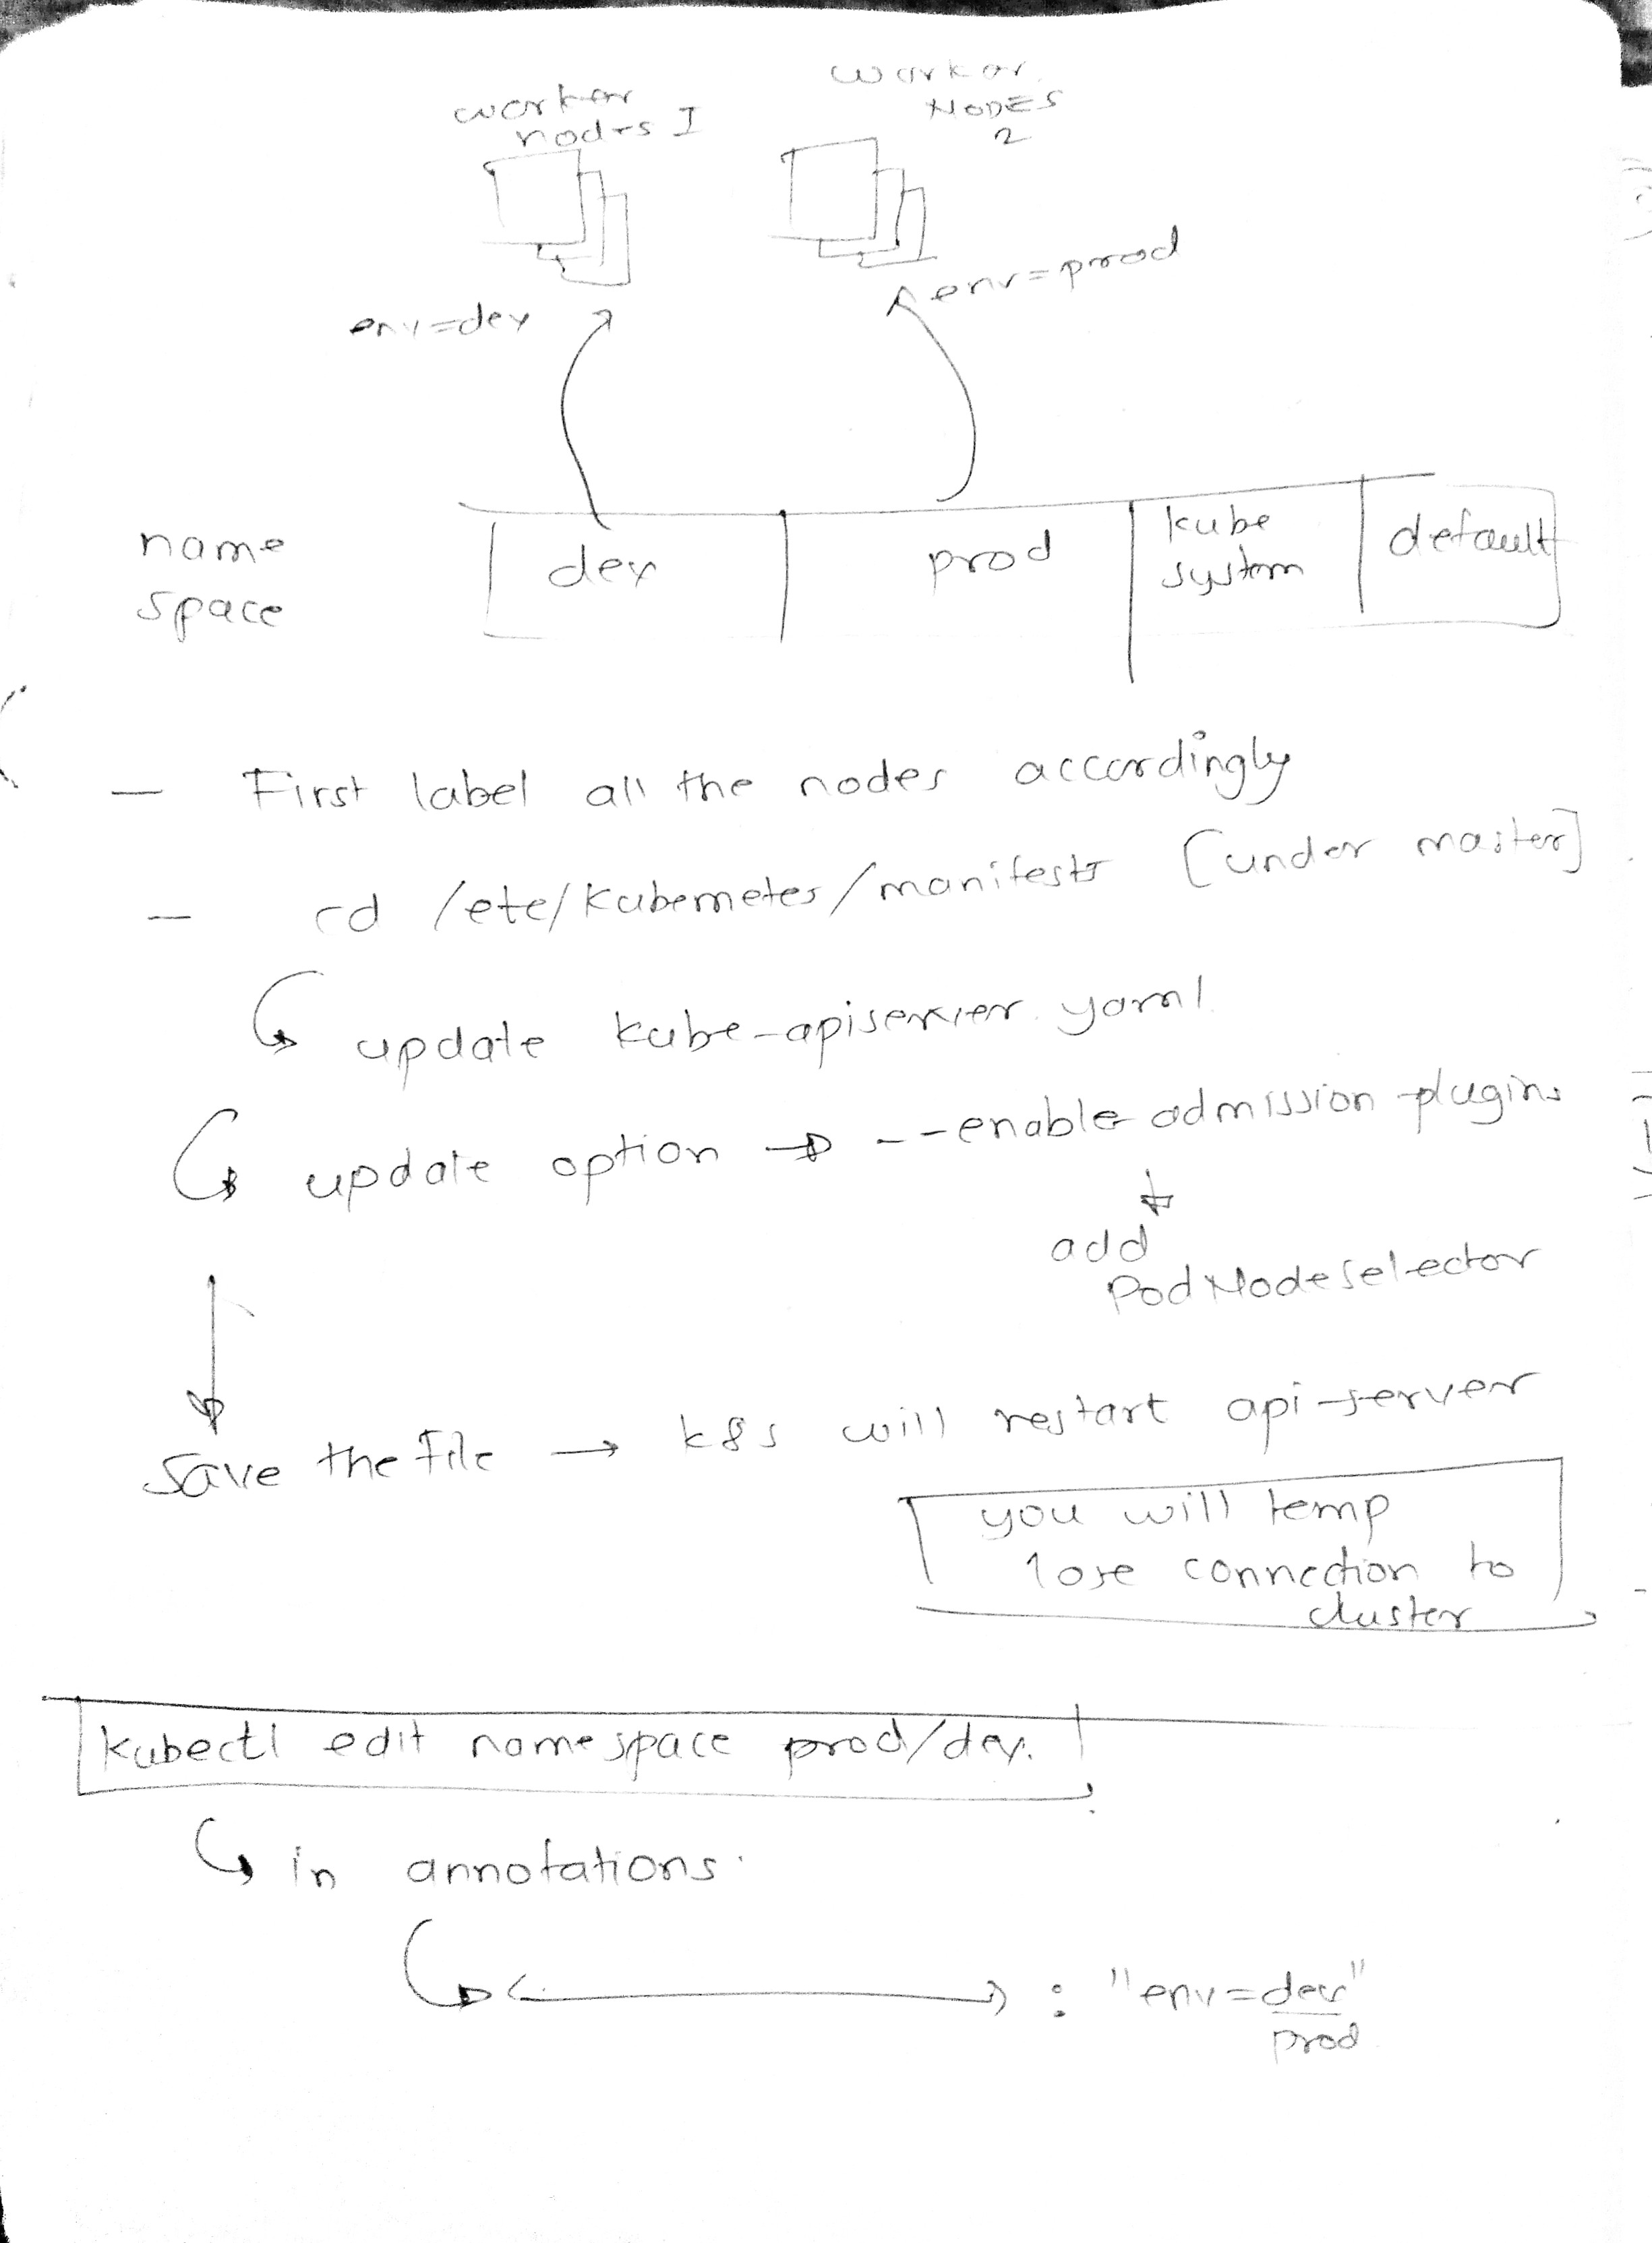 worker
nodes I
worker
NODES
2
env=dev
env=prod
name
space
dev
prod
kube
system
default
- First label all the nodes accordingly
- cd /etc/kubernetes/manifests [under master]
update kube-apiserver.yaml
update option → --enable-admission-plugins
add
PodNodeSelector
save the file → k8s will restart api-server
you will temp
lose connection to
cluster
kubectl edit namespace prod/dev.
in annotations
: "env=dev"
prod